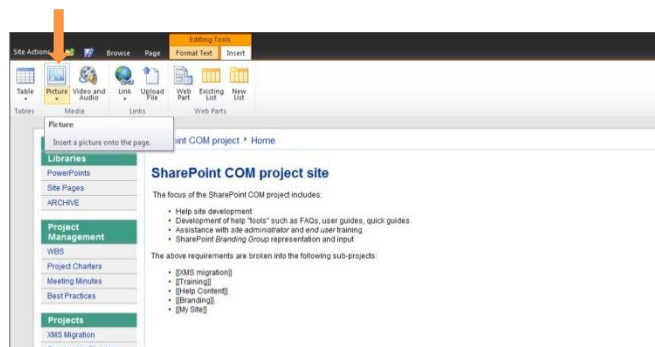 Editing Tools
Site Actions Browse Page Format Text Insert
Table Picture Video and Audio Link Upload File Web Part Existing List New List
Tables Media Links Web Parts
Picture
Insert a picture onto the page.
int COM project Home
Libraries
PowerPoints
Site Pages
ARCHIVE
Project Management
WBS
Project Charters
Meeting Minutes
Best Practices
Projects
XMS Migration
SharePoint COM project site
The focus of the SharePoint COM project includes:
• Help site development
• Development of help "tools" such as FAQs, user guides, quick guides
• Assistance with site administrator and end user training
• SharePoint Branding Group representation and input
The above requirements are broken into the following sub-projects:
• [[XMS migration]]
• [[Training]]
• [[Help Content]]
• [[Branding]]
• [[My Site]]